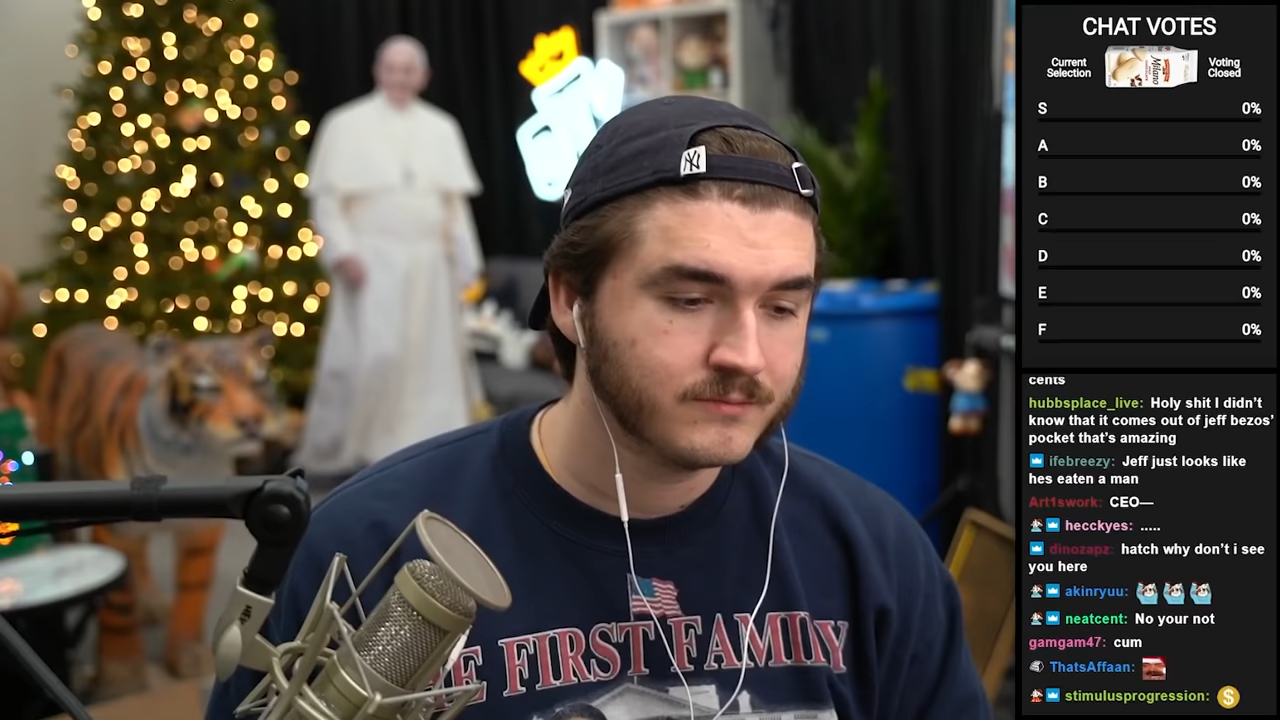 CHAT VOTES
Current
Selection
Milano
Voting
Closed
S 0%
A 0%
B 0%
C 0%
D 0%
E 0%
F 0%
cents
hubbsplace_live: Holy shit I didn't
know that it comes out of jeff bezos'
pocket that's amazing
ifebreezy: Jeff just looks like
hes eaten a man
Art1swork: CEO—
hecckyes: .....
dinozapz: hatch why don't i see
you here
akinryuu:
neatcent: No your not
gamgam47: cum
ThatsAffaan:
stimulusprogression: $
NY
E FIRST FAMILY